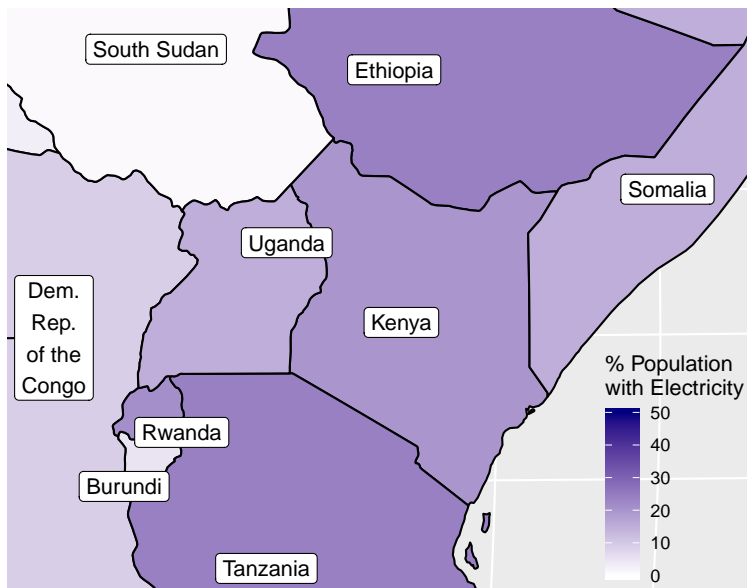 South Sudan
Ethiopia
Somalia
Uganda
Dem.
Rep.
of the
Congo
Kenya
% Population
with Electricity
50
40
30
20
10
0
Rwanda
Burundi
Tanzania